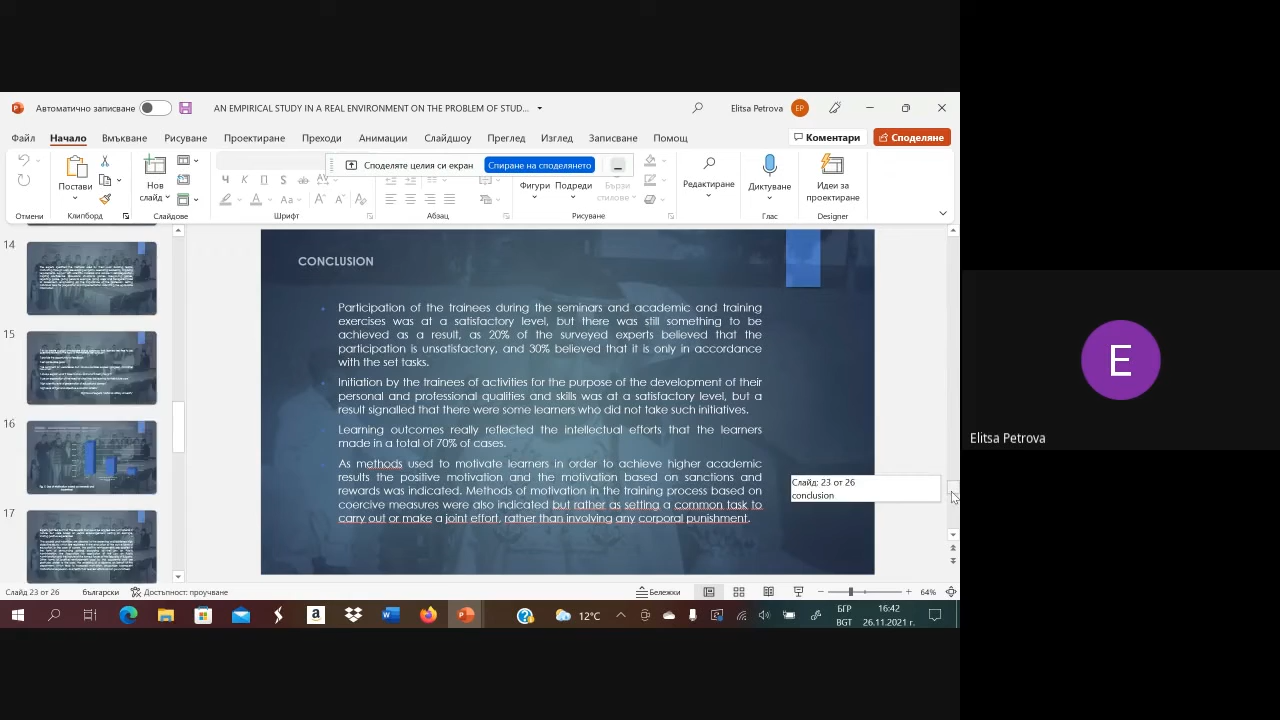 Автоматично записване
AN EMPIRICAL STUDY IN A REAL ENVIRONMENT ON THE PROBLEM OF STUD...
Elitsa Petrova
EP
Файл Начало Вмъкване Рисуване Проектиране Преходи Анимации Слайдшоу Преглед Изглед Записване Помощ
Коментари
Споделяне
Споделяте целия си екран
Спиране на споделянето
Постави
Нов слайд
Ч К П S ab
Aa
Фигури
Подреди
Бързи стилове
Редактиране
Диктуване
Идеи за проектиране
Отмени
Клипборд
Слайдове
Шрифт
Абзац
Рисуване
Глас
Designer
14
15
16
17
CONCLUSION
Participation of the trainees during the seminars and academic and training
exercises was at a satisfactory level, but there was still something to be
achieved as a result, as 20% of the surveyed experts believed that the
participation is unsatisfactory, and 30% believed that it is only in accordance
with the set tasks.
Initiation by the trainees of activities for the purpose of the development of their
personal and professional qualities and skills was at a satisfactory level, but a
result signalled that there were some learners who did not take such initiatives.
Learning outcomes really reflected the intellectual efforts that the learners
made in a total of 70% of cases.
As methods used to motivate learners in order to achieve higher academic
results the positive motivation and the motivation based on sanctions and
rewards was indicated. Methods of motivation in the training process based on
coercive measures were also indicated but rather as setting a common task to
carry out or make a joint effort, rather than involving any corporal punishment.
Слайд: 23 от 26
conclusion
E
Elitsa Petrova
Слайд 23 от 26
български
Достъпност: проучване
Бележки
64%
12°C
БГР
BGT
16:42
26.11.2021 г.